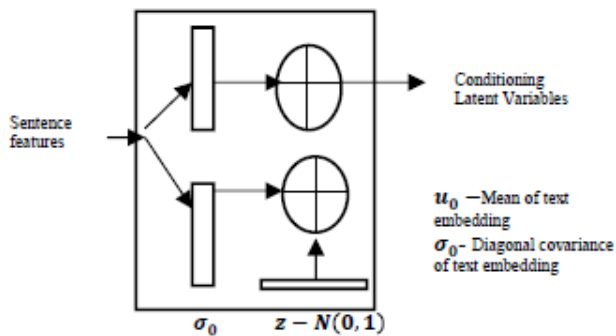 Conditioning
Latent Variables
Sentence
features
u₀ –Mean of text
embedding
σ₀- Diagonal covariance
of text embedding
σ₀
z – N(0, 1)